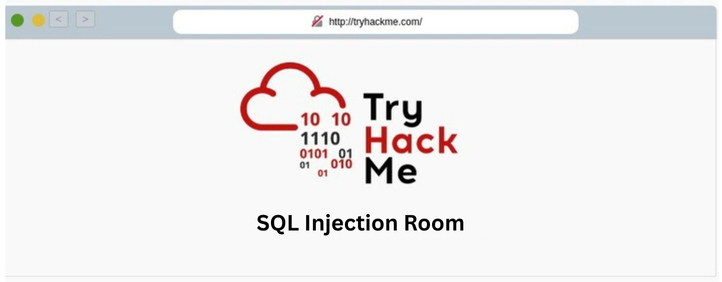 http://tryhackme.com/
10 10
1110
0101 01
01 010
01
Try
Hack
Me
SQL Injection Room